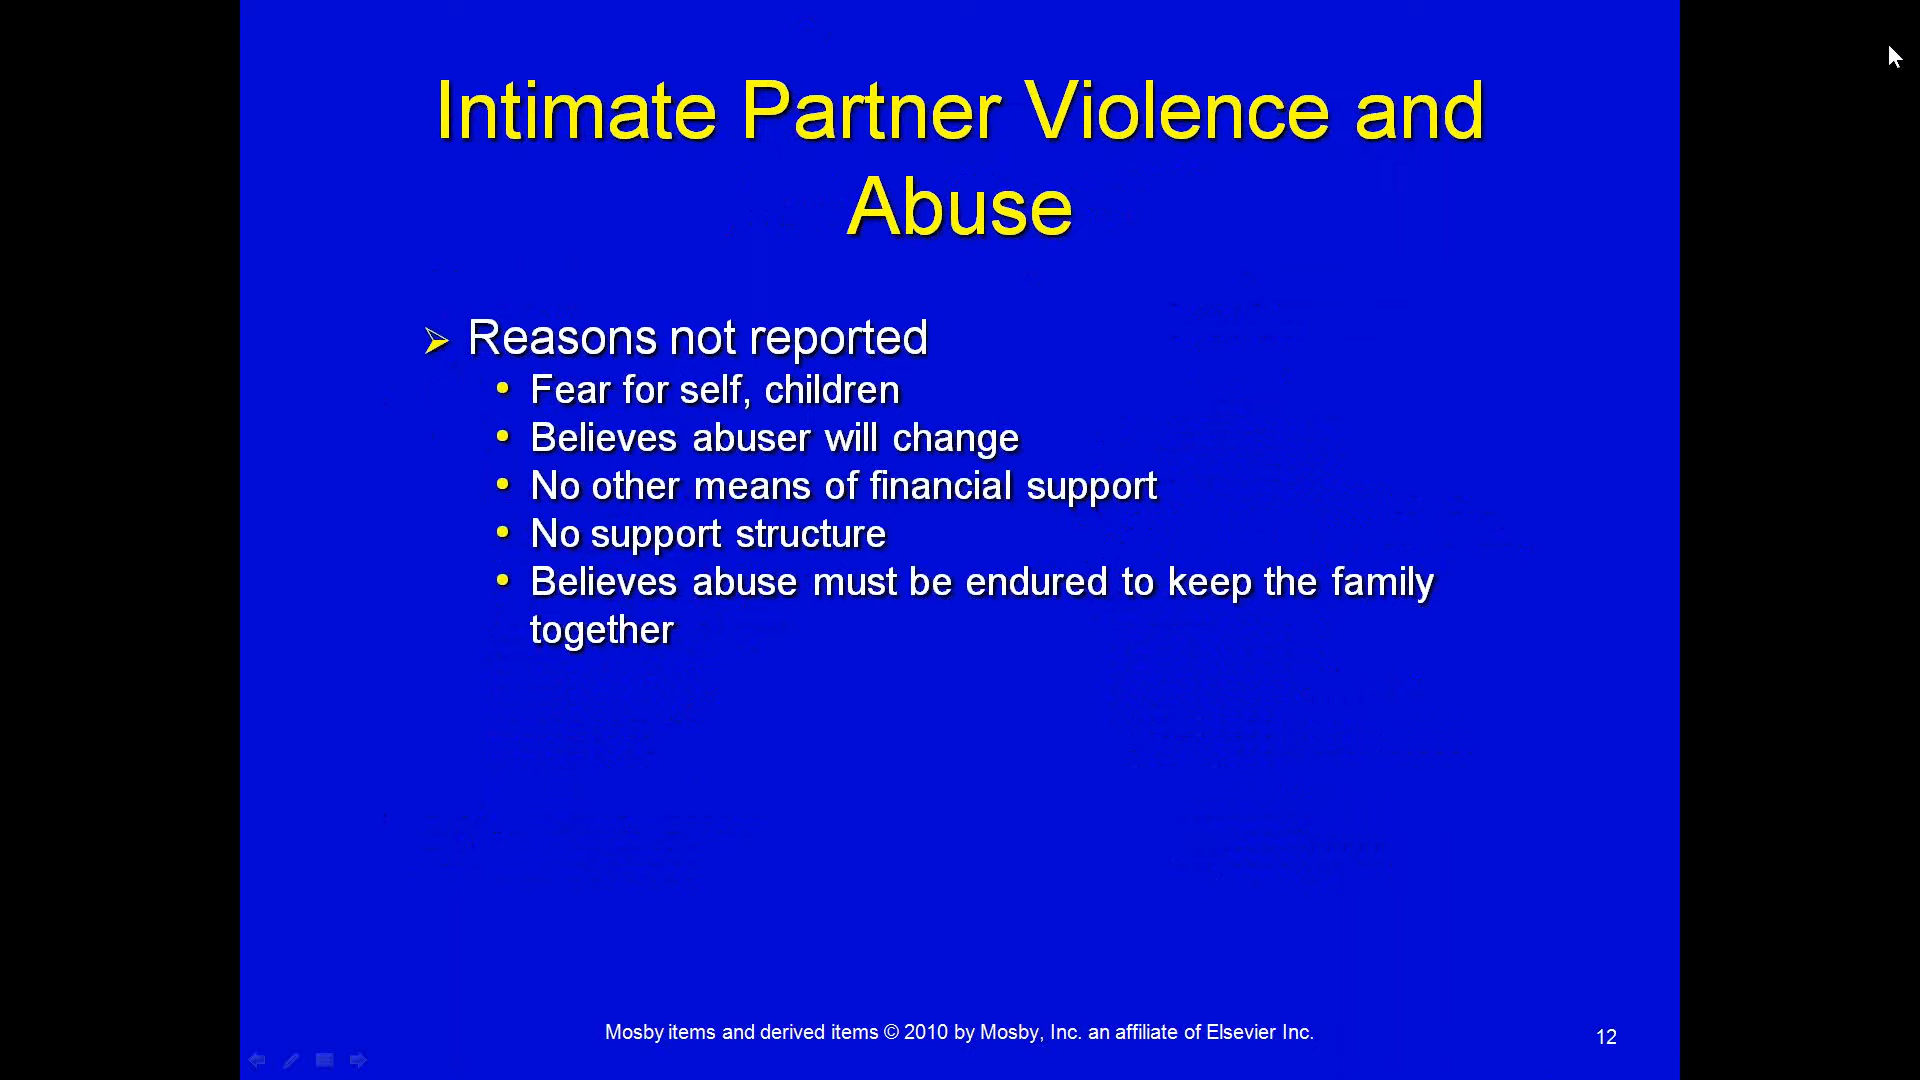 Intimate Partner Violence and
Abuse
Reasons not reported
Fear for self, children
Believes abuser will change
No other means of financial support
No support structure
Believes abuse must be endured to keep the family
together
Mosby items and derived items © 2010 by Mosby, Inc. an affiliate of Elsevier Inc.
12